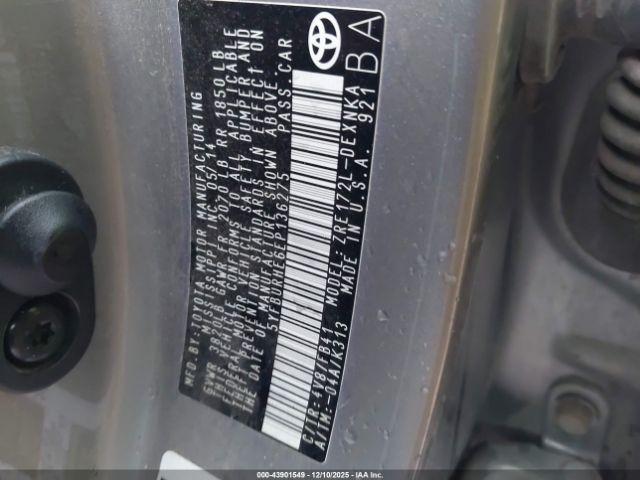 MFD.BY:TOYOTA MOTOR MANUFACTURING
MISSISSIPPI, INC. 05/14
GVWR 3820LB GAWR FR 2070 LB RR 1850LB
THIS VEHICLE CONFORMS TO ALL APPLICABLE
FEDERAL MOTOR VEHICLE SAFETY, BUMPER AND
THEFT PREVENTION STANDARDS IN EFFECT ON
THE DATE OF MANUFACTURE SHOWN ABOVE.
5YFBURHE6EP136275 PASS.CAR
C/TR:4V8/FB41 MODEL:ZRE172L-DEXNKA
A/TM:-04A/K313 MADE IN U.S.A. 921
BA
000-43901549 - 12/10/2025 - IAA Inc.